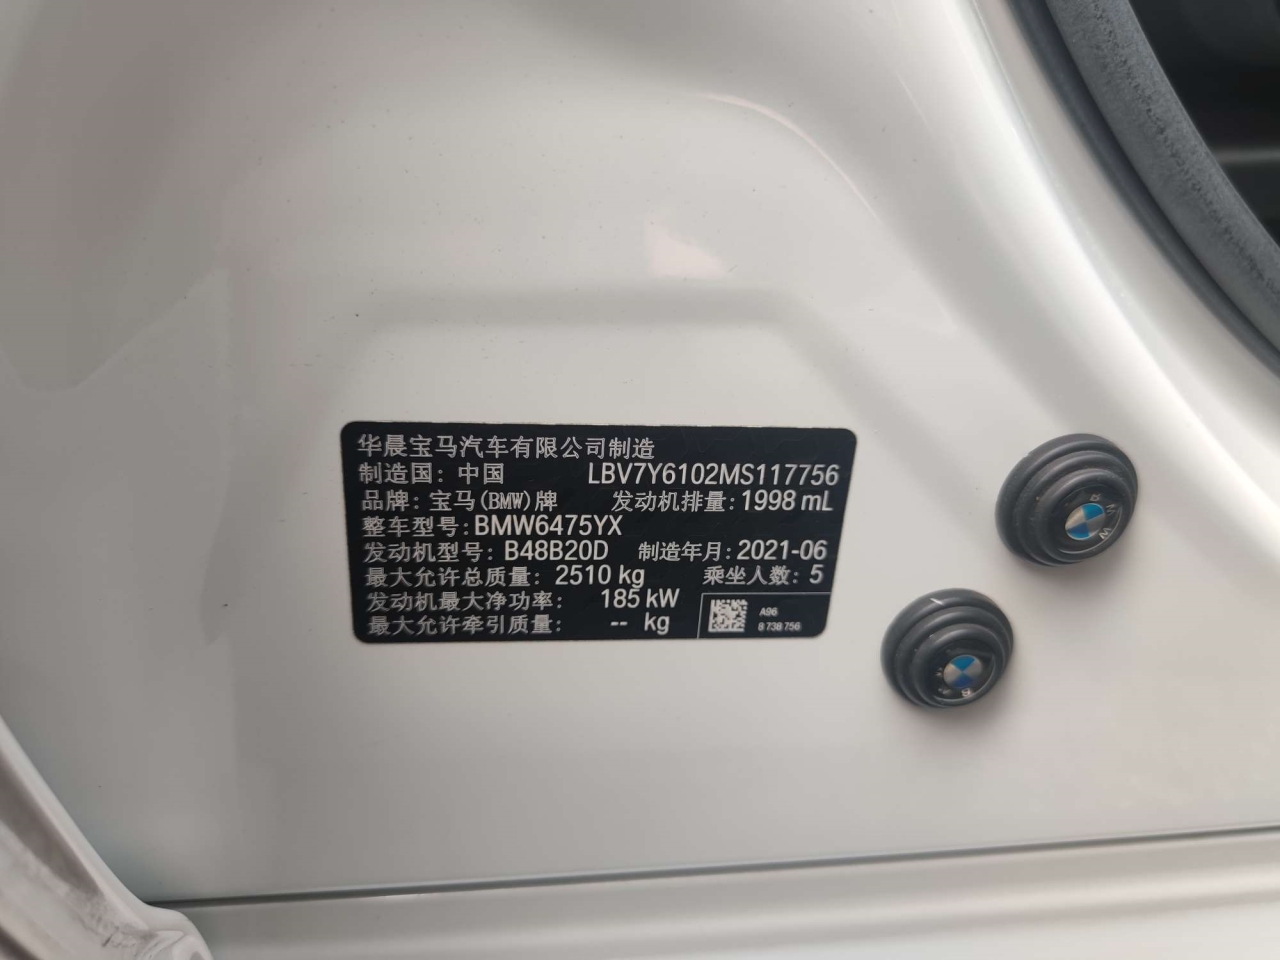 华晨宝马汽车有限公司制造
制造国：中国 LBV7Y6102MS117756
品牌：宝马(BMW)牌 发动机排量：1998 mL
整车型号：BMW6475YX
发动机型号：B48B20D 制造年月：2021-06
最大允许总质量：2510 kg 乘坐人数：5
发动机最大净功率：185 kW
最大允许牵引质量：-- kg
A96
8 738 756
BMW